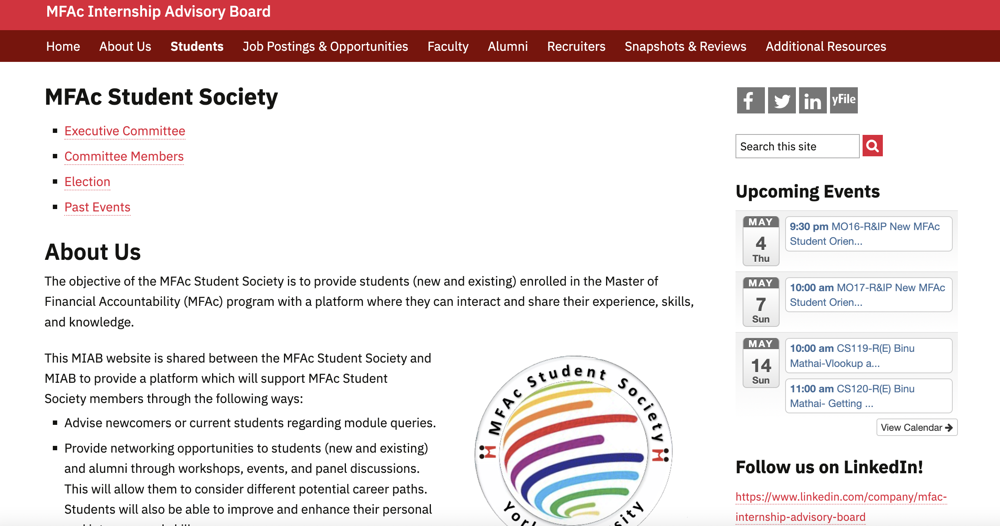 MFAc Internship Advisory Board
Home About Us Students Job Postings & Opportunities Faculty Alumni Recruiters Snapshots & Reviews Additional Resources
MFAc Student Society
Executive Committee
Committee Members
Election
Past Events
About Us
The objective of the MFAc Student Society is to provide students (new and existing) enrolled in the Master of
Financial Accountability (MFAc) program with a platform where they can interact and share their experience, skills,
and knowledge.
This MIAB website is shared between the MFAc Student Society and
MIAB to provide a platform which will support MFAc Student
Society members through the following ways:
Advise newcomers or current students regarding module queries.
Provide networking opportunities to students (new and existing)
and alumni through workshops, events, and panel discussions.
This will allow them to consider different potential career paths.
Students will also be able to improve and enhance their personal
MFAc Student Society
f in yFile
Search this site
Upcoming Events
MAY
4
Thu
9:30 pm MO16-R&IP New MFAc
Student Orien...
MAY
7
Sun
10:00 am MO17-R&IP New MFAc
Student Orien...
MAY
14
Sun
10:00 am CS119-R(E) Binu
Mathai-Vlookup a...
11:00 am CS120-R(E) Binu
Mathai- Getting ...
View Calendar
Follow us on LinkedIn!
https://www.linkedin.com/company/mfac-
internship-advisory-board